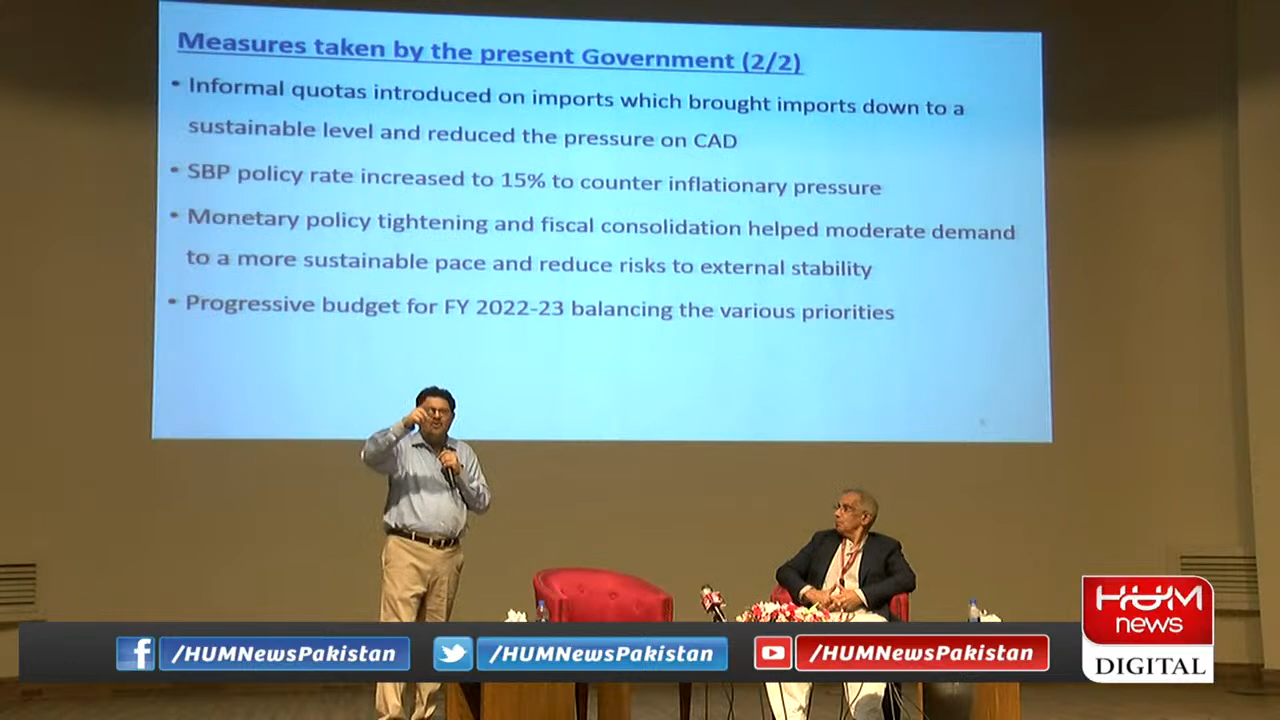 Measures taken by the present Government (2/2)
• Informal quotas introduced on imports which brought imports down to a
sustainable level and reduced the pressure on CAD
• SBP policy rate increased to 15% to counter inflationary pressure
• Monetary policy tightening and fiscal consolidation helped moderate demand
to a more sustainable pace and reduce risks to external stability
• Progressive budget for FY 2022-23 balancing the various priorities
f /HUMNewsPakistan
/HUMNewsPakistan
/HUMNewsPakistan
HUM
news
DIGITAL